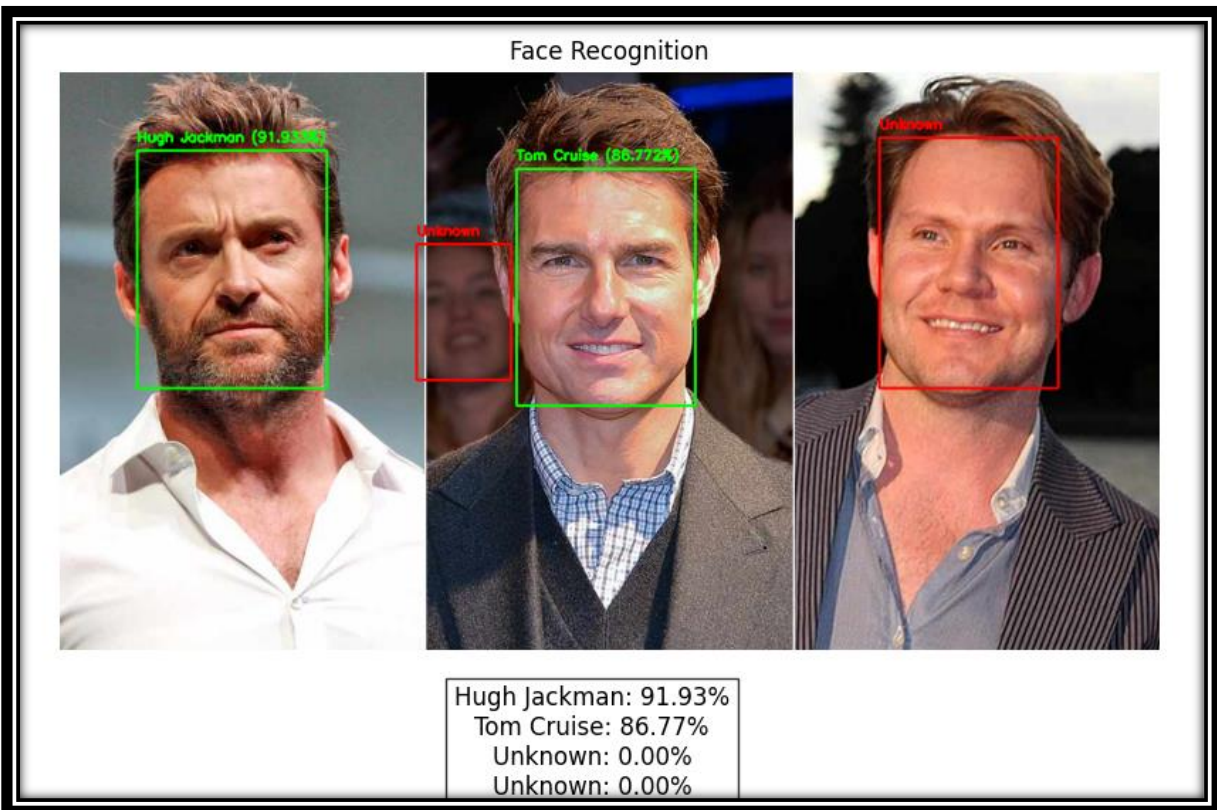 Face Recognition
Hugh Jackman (91.933%)
Tom Cruise (86.772%)
Unknown
Unknown
Hugh Jackman: 91.93%
Tom Cruise: 86.77%
Unknown: 0.00%
Unknown: 0.00%